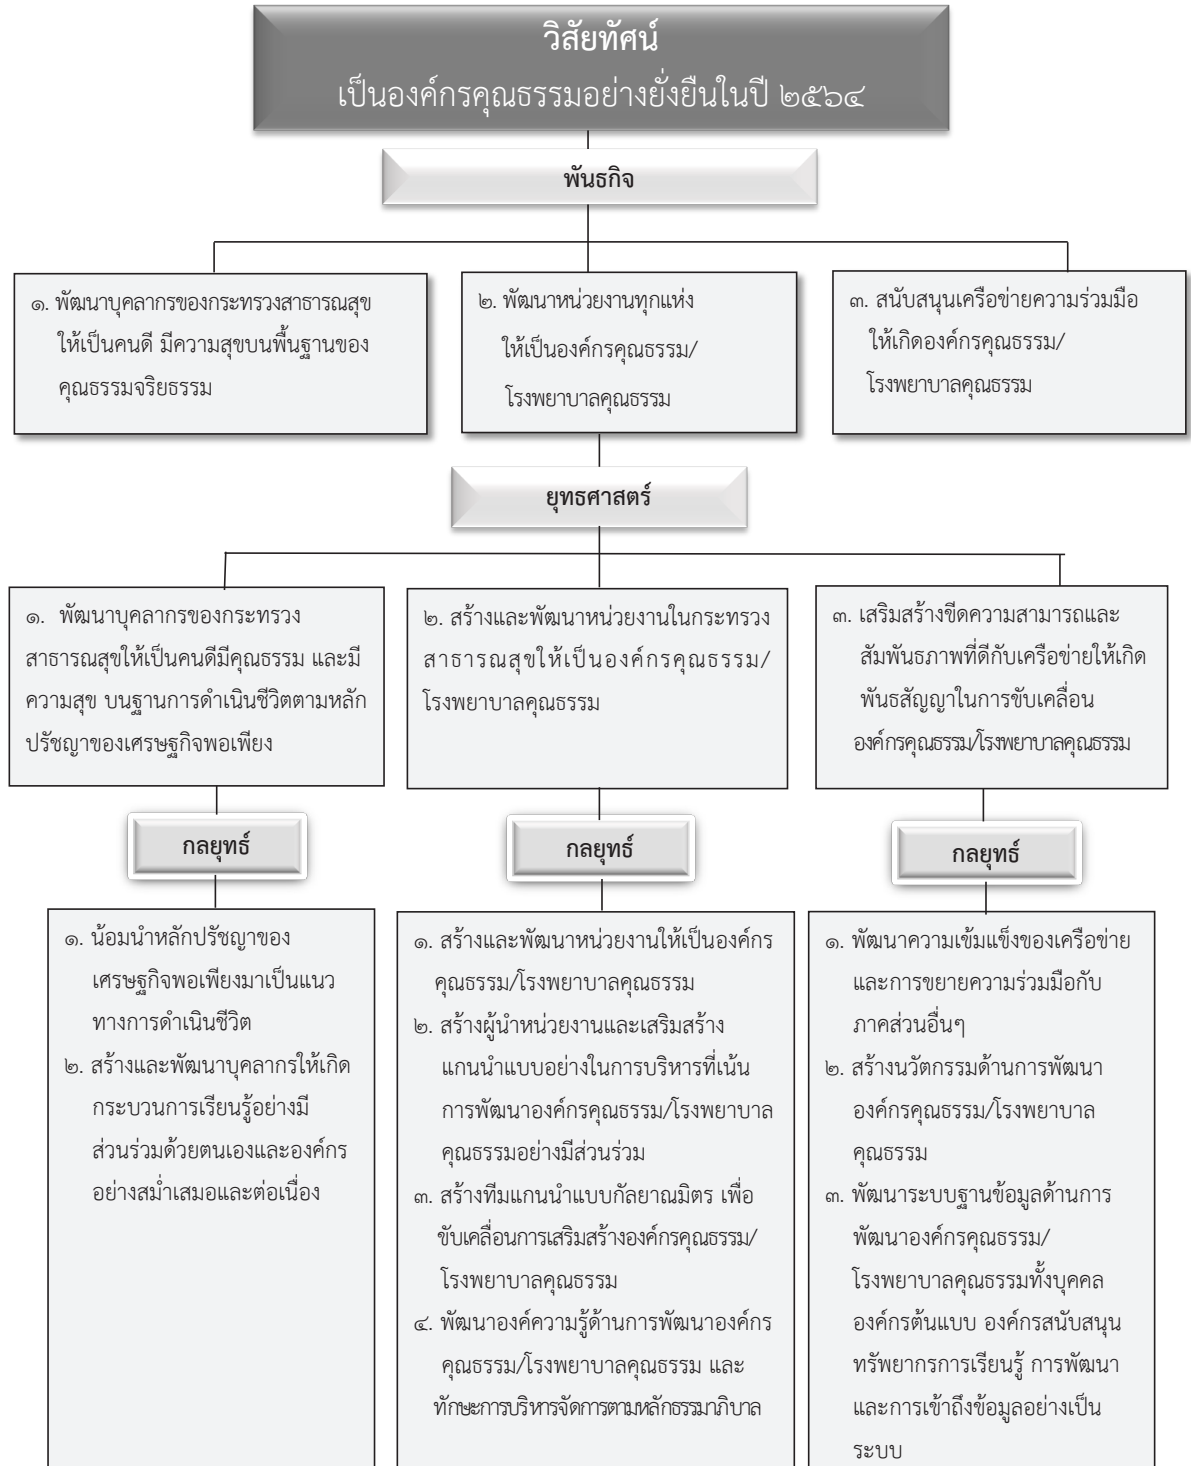 วิสัยทัศน์
เป็นองค์กรคุณธรรมอย่างยั่งยืนในปี ๒๕๖๔
พันธกิจ
๑. พัฒนาบุคลากรของกระทรวงสาธารณสุข
ให้เป็นคนดี มีความสุขบนพื้นฐานของ
คุณธรรมจริยธรรม
๒. พัฒนาหน่วยงานทุกแห่ง
ให้เป็นองค์กรคุณธรรม/
โรงพยาบาลคุณธรรม
๓. สนับสนุนเครือข่ายความร่วมมือ
ให้เกิดองค์กรคุณธรรม/
โรงพยาบาลคุณธรรม
ยุทธศาสตร์
๑. พัฒนาบุคลากรของกระทรวง
สาธารณสุขให้เป็นคนดีมีคุณธรรม และมี
ความสุข บนฐานการดำเนินชีวิตตามหลัก
ปรัชญาของเศรษฐกิจพอเพียง
๒. สร้างและพัฒนาหน่วยงานในกระทรวง
สาธารณสุขให้เป็นองค์กรคุณธรรม/
โรงพยาบาลคุณธรรม
๓. เสริมสร้างขีดความสามารถและ
สัมพันธภาพที่ดีกับเครือข่ายให้เกิด
พันธสัญญาในการขับเคลื่อน
องค์กรคุณธรรม/โรงพยาบาลคุณธรรม
กลยุทธ์
๑. น้อมนำหลักปรัชญาของ
เศรษฐกิจพอเพียงมาเป็นแนว
ทางการดำเนินชีวิต
๒. สร้างและพัฒนาบุคลากรให้เกิด
กระบวนการเรียนรู้อย่างมี
ส่วนร่วมด้วยตนเองและองค์กร
อย่างสม่ำเสมอและต่อเนื่อง
กลยุทธ์
๑. สร้างและพัฒนาหน่วยงานให้เป็นองค์กร
คุณธรรม/โรงพยาบาลคุณธรรม
๒. สร้างผู้นำหน่วยงานและเสริมสร้าง
แกนนำแบบอย่างในการบริหารที่เน้น
การพัฒนาองค์กรคุณธรรม/โรงพยาบาล
คุณธรรมอย่างมีส่วนร่วม
๓. สร้างทีมแกนนำแบบกัลยาณมิตร เพื่อ
ขับเคลื่อนการเสริมสร้างองค์กรคุณธรรม/
โรงพยาบาลคุณธรรม
๔. พัฒนาองค์ความรู้ด้านการพัฒนาองค์กร
คุณธรรม/โรงพยาบาลคุณธรรม และ
ทักษะการบริหารจัดการตามหลักธรรมาภิบาล
กลยุทธ์
๑. พัฒนาความเข้มแข็งของเครือข่าย
และการขยายความร่วมมือกับ
ภาคส่วนอื่นๆ
๒. สร้างนวัตกรรมด้านการพัฒนา
องค์กรคุณธรรม/โรงพยาบาล
คุณธรรม
๓. พัฒนาระบบฐานข้อมูลด้านการ
พัฒนาองค์กรคุณธรรม/
โรงพยาบาลคุณธรรมทั้งบุคคล
องค์กรต้นแบบ องค์กรสนับสนุน
ทรัพยากรการเรียนรู้ การพัฒนา
และการเข้าถึงข้อมูลอย่างเป็น
ระบบ